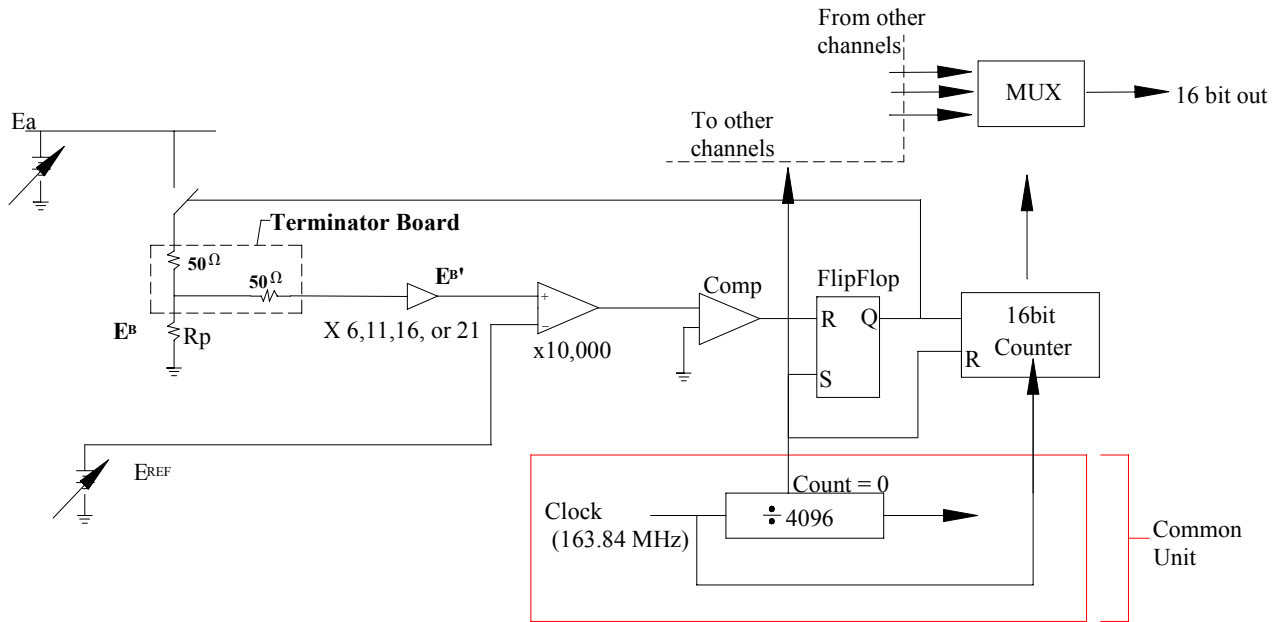 From other
channels
MUX
16 bit out
Ea
To other
channels
Terminator Board
50Ω
50Ω
EB'
Comp
FlipFlop
+
R Q
16bit
Counter
EB
Rp
X 6,11,16, or 21
−
x10,000
R
S
EREF
Count = 0
Clock
(163.84 MHz)
÷ 4096
Common
Unit